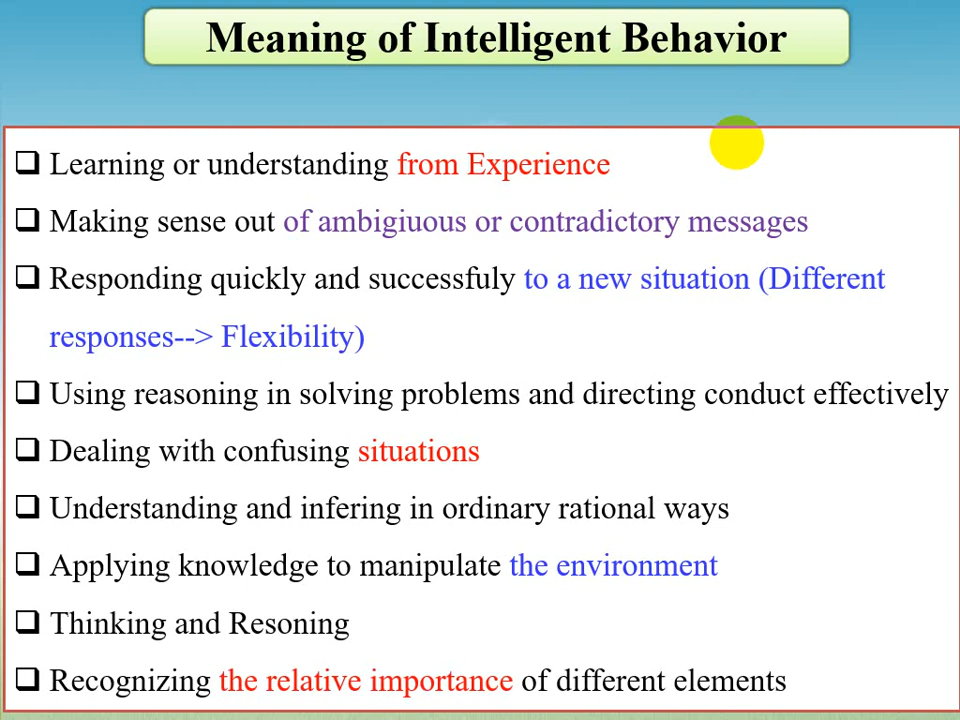 Meaning of Intelligent Behavior
❑ Learning or understanding from Experience
❑ Making sense out of ambigiuous or contradictory messages
❑ Responding quickly and successfuly to a new situation (Different
responses--> Flexibility)
❑ Using reasoning in solving problems and directing conduct effectively
❑ Dealing with confusing situations
❑ Understanding and infering in ordinary rational ways
❑ Applying knowledge to manipulate the environment
❑ Thinking and Resoning
❑ Recognizing the relative importance of different elements